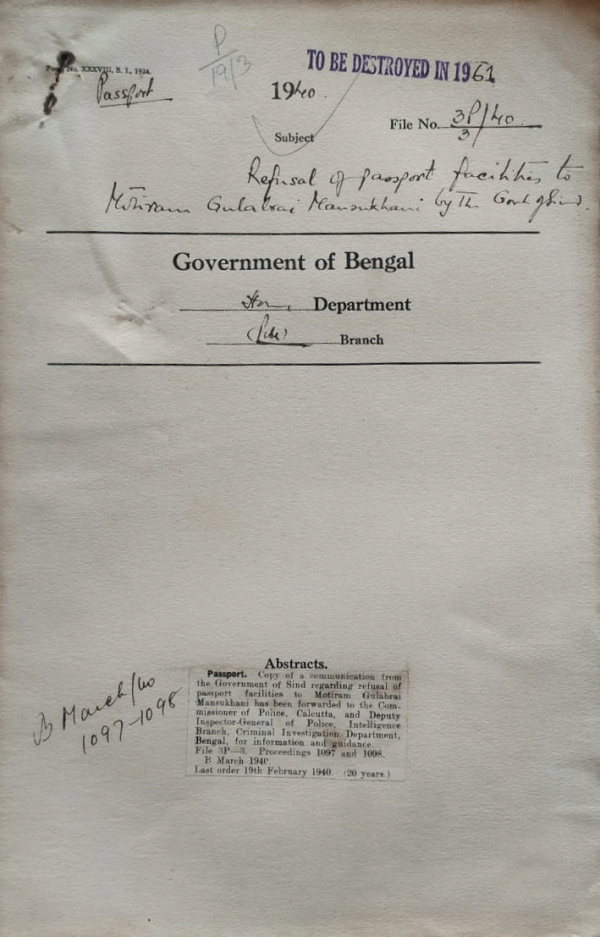 P
19/3
TO BE DESTROYED IN 1961
Form No. XXXVIII, S. I., 1924.
Passport
1940.
File No. 3P/40
3
Subject
Refusal of passport facilities to
Motiram Gulabrai Mansukhani by the Govt of Sind.
Government of Bengal
Department
Branch
Abstracts.
Passport. Copy of a communication from
the Government of Sind regarding refusal of
passport facilities to Motiram Gulabrai
Mansukhani has been forwarded to the Com-
missioner of Police, Calcutta, and Deputy
Inspector-General of Police, Intelligence
Branch, Criminal Investigation Department,
Bengal, for information and guidance.
File 3P—3. Proceedings 1097 and 1098.
B March 1940.
Last order 19th February 1940. (20 years.)
B March/40
1097-1098